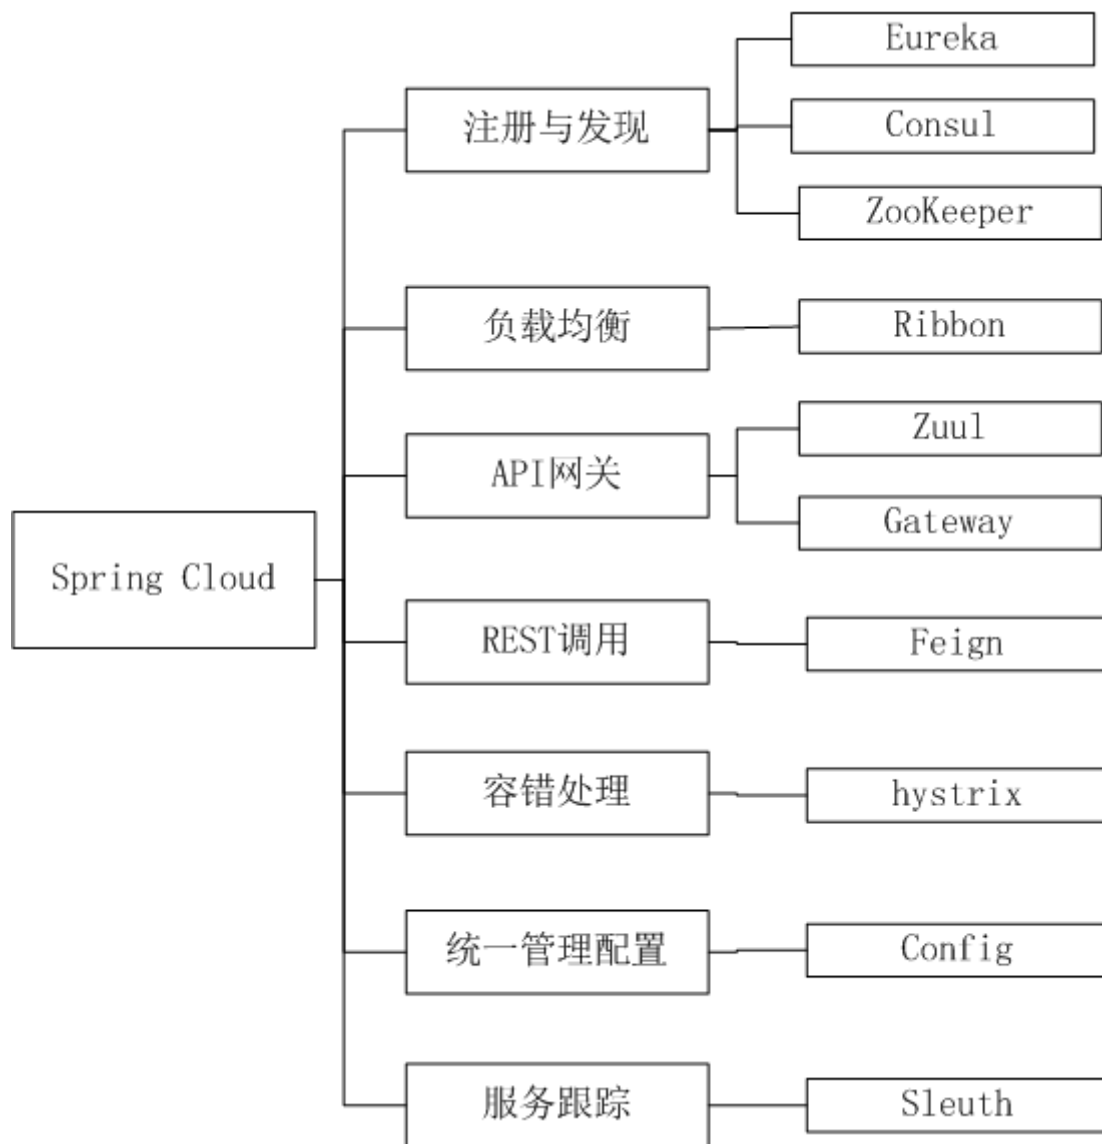 Spring Cloud
注册与发现
Eureka
Consul
ZooKeeper
负载均衡
Ribbon
API网关
Zuul
Gateway
REST调用
Feign
容错处理
hystrix
统一管理配置
Config
服务跟踪
Sleuth